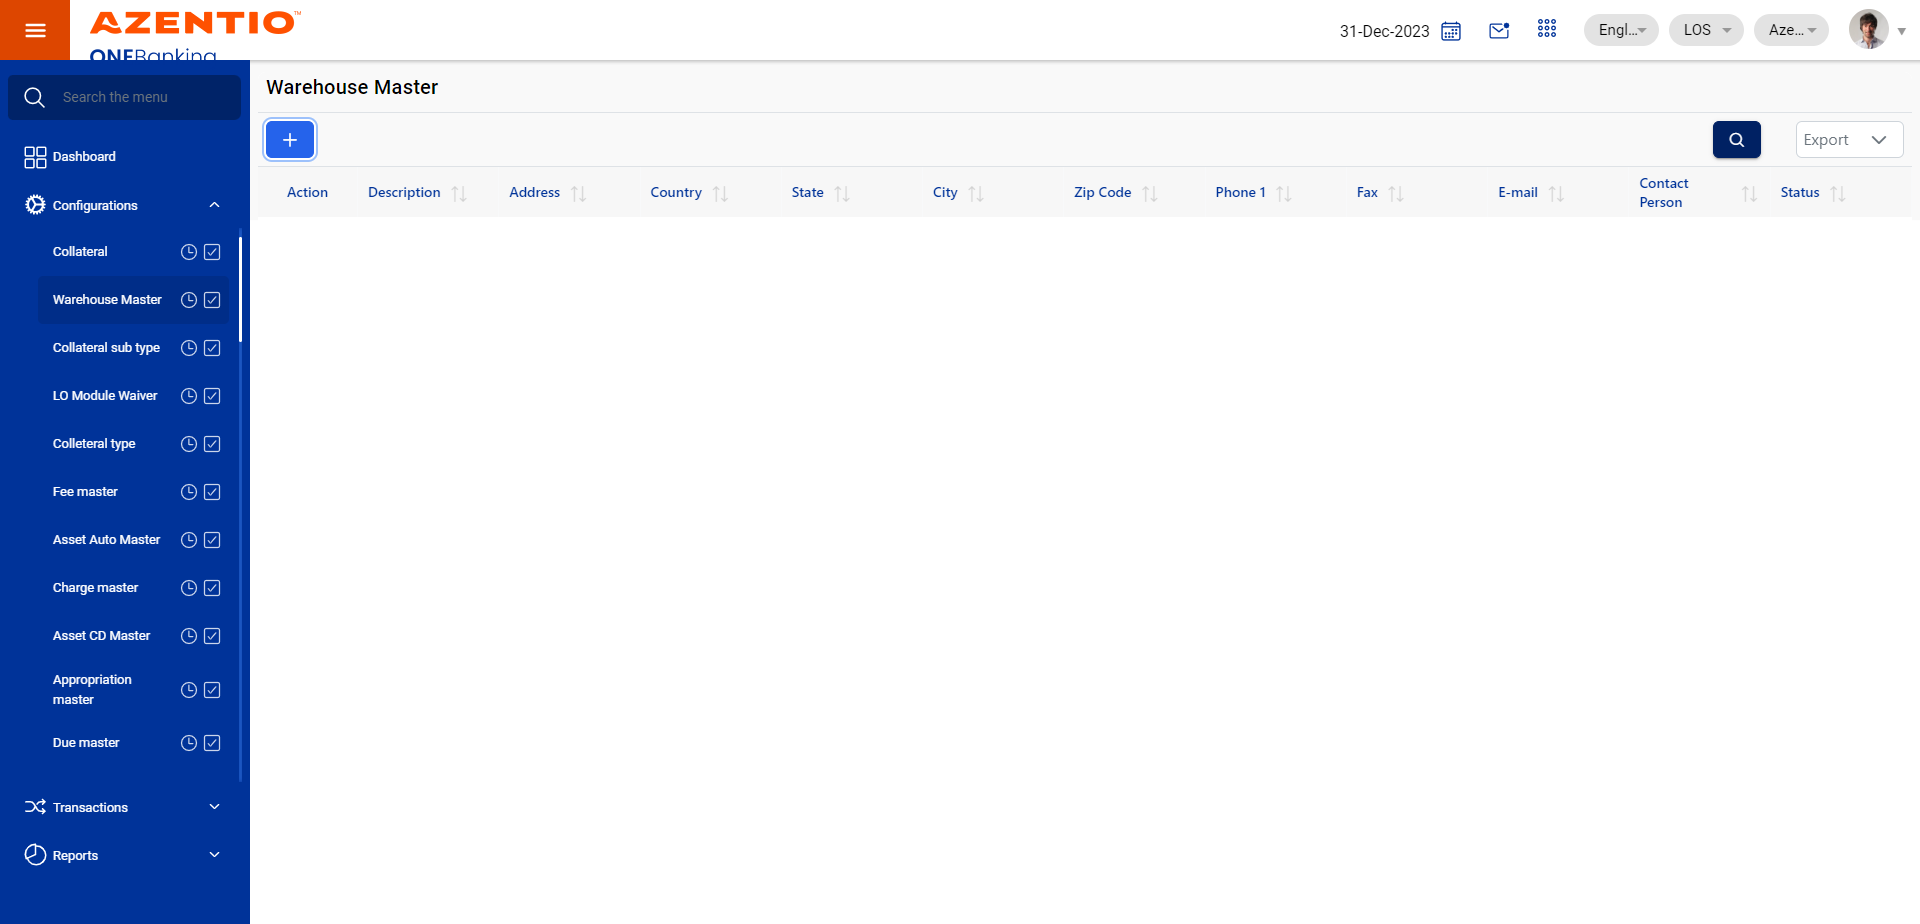 AZENTIO™
ONEBanking
31-Dec-2023
Engl...
LOS
Aze...
Search the menu
Dashboard
Configurations
Collateral
Warehouse Master
Collateral sub type
LO Module Waiver
Colleteral type
Fee master
Asset Auto Master
Charge master
Asset CD Master
Appropriation
master
Due master
Transactions
Reports
Warehouse Master
Export
Action
Description
Address
Country
State
City
Zip Code
Phone 1
Fax
E-mail
Contact
Person
Status